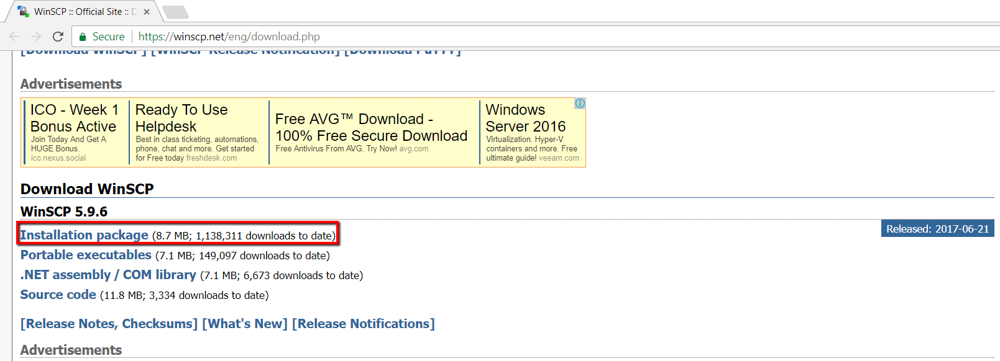 WinSCP :: Official Site :: D
Secure https://winscp.net/eng/download.php
[Download WinSCP] [WinSCP Release Notification] [Download PuTTY]
Advertisements
ICO - Week 1
Bonus Active
Join Today And Get A
HUGE Bonus.
ico.nexus.social
Ready To Use
Helpdesk
Best in class ticketing, automations,
phone, chat and more. Get started
for Free today freshdesk.com
Free AVG™ Download -
100% Free Secure Download
Free Antivirus From AVG, Try Now! avg.com
Windows
Server 2016
Virtualization. Hyper-V
containers and more. Free
ultimate guide! veeam.com
Download WinSCP
WinSCP 5.9.6
Installation package (8.7 MB; 1,138,311 downloads to date)
Released: 2017-06-21
Portable executables (7.1 MB; 149,097 downloads to date)
.NET assembly / COM library (7.1 MB; 6,673 downloads to date)
Source code (11.8 MB; 3,334 downloads to date)
[Release Notes, Checksums] [What's New] [Release Notifications]
Advertisements